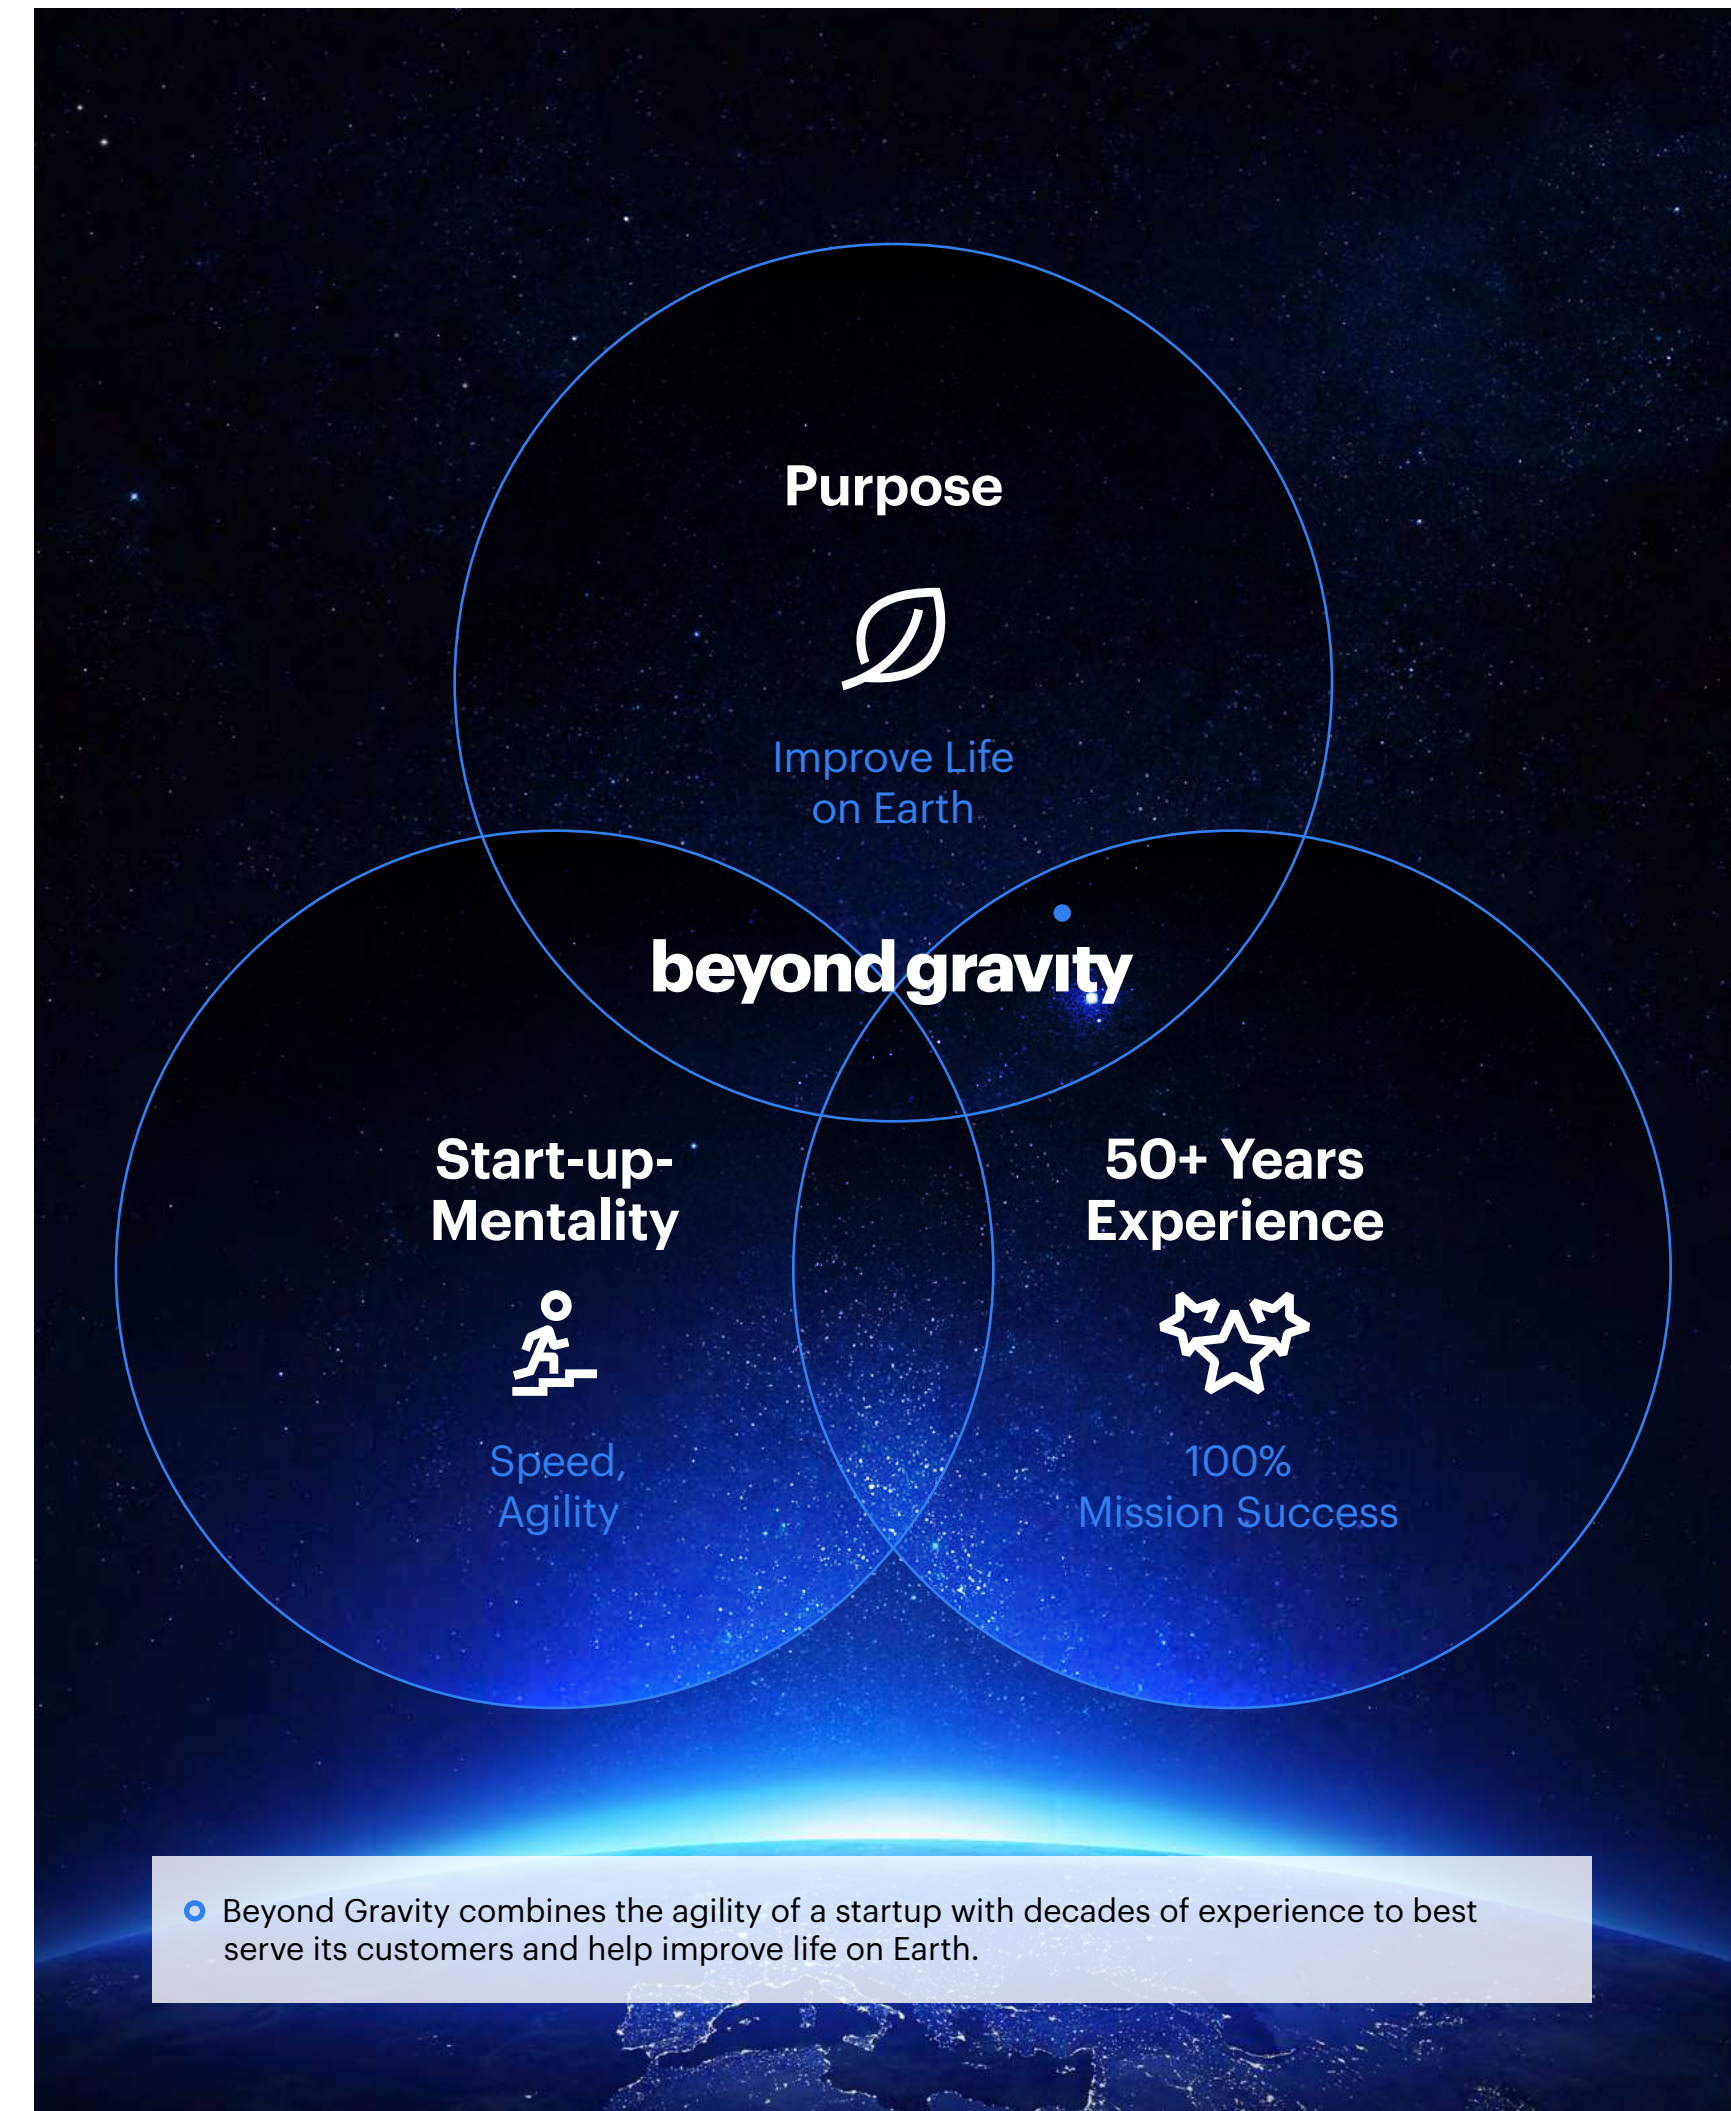 Purpose
Improve Life
on Earth
beyond gravity
Start-up-
Mentality
Speed,
Agility
50+ Years
Experience
100%
Mission Success
Beyond Gravity combines the agility of a startup with decades of experience to best
serve its customers and help improve life on Earth.